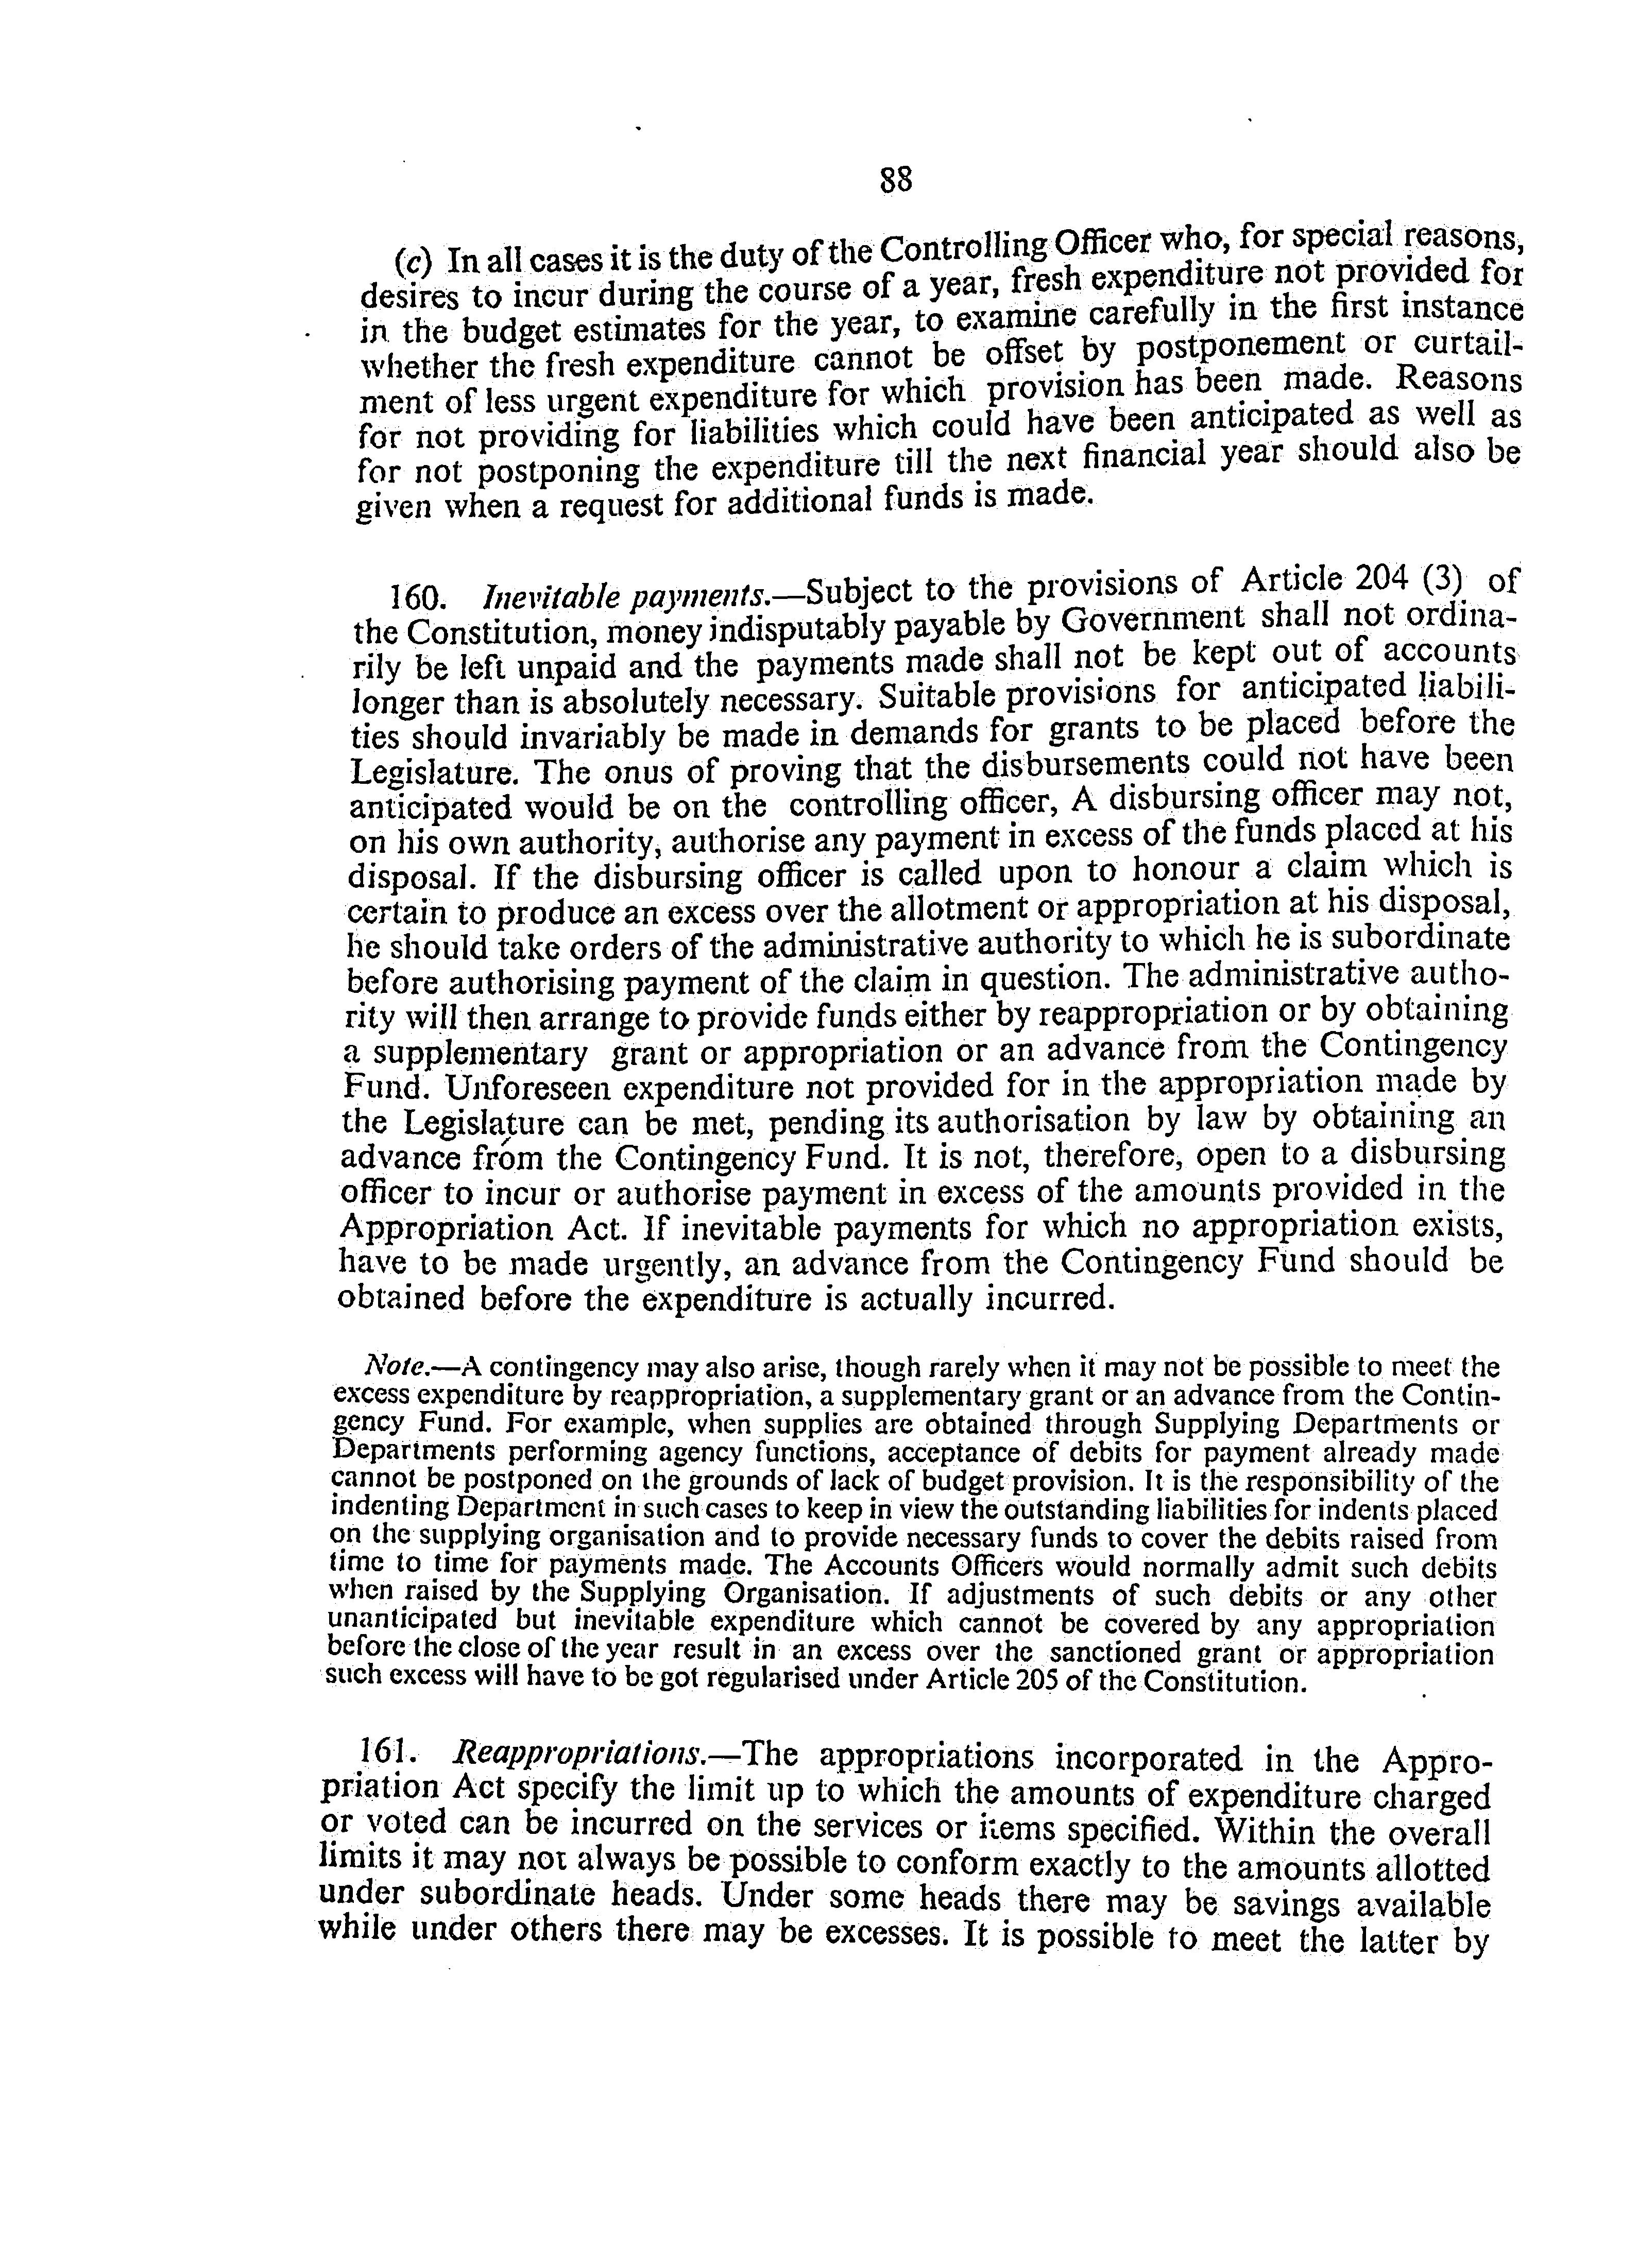 88
(c) In all cases it is the duty of the Controlling Officer who, for special reasons,
desires to incur during the course of a year, fresh expenditure not provided for
in the budget estimates for the year, to examine carefully in the first instance
whether the fresh expenditure cannot be offset by postponement or curtail-
ment of less urgent expenditure for which provision has been made. Reasons
for not providing for liabilities which could have been anticipated as well as
for not postponing the expenditure till the next financial year should also be
given when a request for additional funds is made.
160. Inevitable payments.—Subject to the provisions of Article 204 (3) of
the Constitution, money indisputably payable by Government shall not ordina-
rily be left unpaid and the payments made shall not be kept out of accounts
longer than is absolutely necessary. Suitable provisions for anticipated liabili-
ties should invariably be made in demands for grants to be placed before the
Legislature. The onus of proving that the disbursements could not have been
anticipated would be on the controlling officer, A disbursing officer may not,
on his own authority, authorise any payment in excess of the funds placed at his
disposal. If the disbursing officer is called upon to honour a claim which is
certain to produce an excess over the allotment or appropriation at his disposal,
he should take orders of the administrative authority to which he is subordinate
before authorising payment of the claim in question. The administrative autho-
rity will then arrange to provide funds either by reappropriation or by obtaining
a supplementary grant or appropriation or an advance from the Contingency
Fund. Unforeseen expenditure not provided for in the appropriation made by
the Legislature can be met, pending its authorisation by law by obtaining an
advance from the Contingency Fund. It is not, therefore, open to a disbursing
officer to incur or authorise payment in excess of the amounts provided in the
Appropriation Act. If inevitable payments for which no appropriation exists,
have to be made urgently, an advance from the Contingency Fund should be
obtained before the expenditure is actually incurred.
Note.—A contingency may also arise, though rarely when it may not be possible to meet the
excess expenditure by reappropriation, a supplementary grant or an advance from the Contin-
gency Fund. For example, when supplies are obtained through Supplying Departments or
Departments performing agency functions, acceptance of debits for payment already made
cannot be postponed on the grounds of lack of budget provision. It is the responsibility of the
indenting Department in such cases to keep in view the outstanding liabilities for indents placed
on the supplying organisation and to provide necessary funds to cover the debits raised from
time to time for payments made. The Accounts Officers would normally admit such debits
when raised by the Supplying Organisation. If adjustments of such debits or any other
unanticipated but inevitable expenditure which cannot be covered by any appropriation
before the close of the year result in an excess over the sanctioned grant or appropriation
such excess will have to be got regularised under Article 205 of the Constitution.
161. Reappropriations.—The appropriations incorporated in the Appro-
priation Act specify the limit up to which the amounts of expenditure charged
or voted can be incurred on the services or items specified. Within the overall
limits it may not always be possible to conform exactly to the amounts allotted
under subordinate heads. Under some heads there may be savings available
while under others there may be excesses. It is possible to meet the latter by